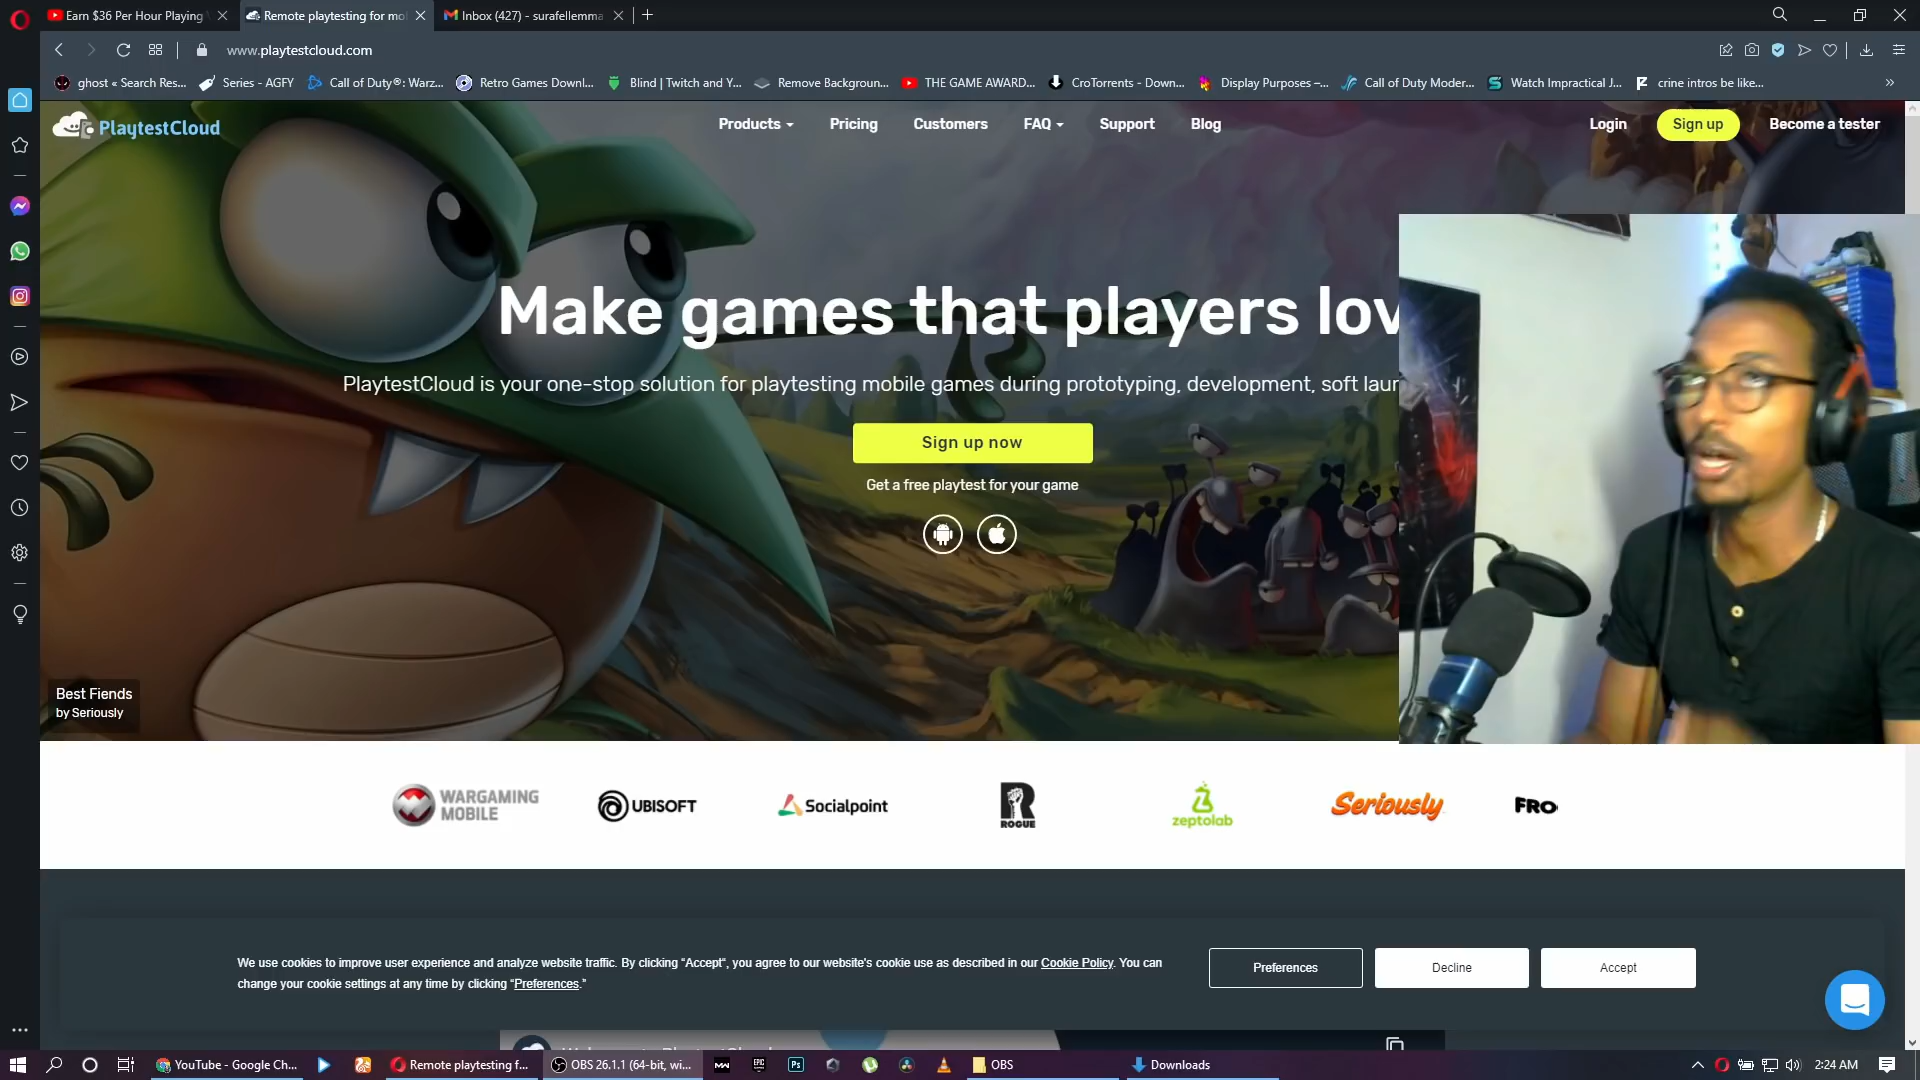 Earn $36 Per Hour Playing
Remote playtesting for mo
Inbox (427) - surafellemma
www.playtestcloud.com
ghost « Search Res...
Series - AGFY
Call of Duty®: Warz...
Retro Games Downl...
Blind | Twitch and Y...
Remove Background...
THE GAME AWARD...
CroTorrents - Down...
Display Purposes –...
Call of Duty Moder...
Watch Impractical J...
crine intros be like...
PlaytestCloud
Products
Pricing
Customers
FAQ
Support
Blog
Login
Sign up
Become a tester
Make games that players lov
PlaytestCloud is your one-stop solution for playtesting mobile games during prototyping, development, soft laun
Sign up now
Get a free playtest for your game
Best Fiends
by Seriously
WARGAMING
MOBILE
UBISOFT
Socialpoint
ROGUE
zeptolab
Seriously
FRO
We use cookies to improve user experience and analyze website traffic. By clicking “Accept“, you agree to our website's cookie use as described in our Cookie Policy. You can
change your cookie settings at any time by clicking “Preferences.”
Preferences
Decline
Accept
YouTube - Google Ch...
Remote playtesting f...
OBS 26.1.1 (64-bit, wi...
MW
EPIC
Ps
OBS
Downloads
2:24 AM